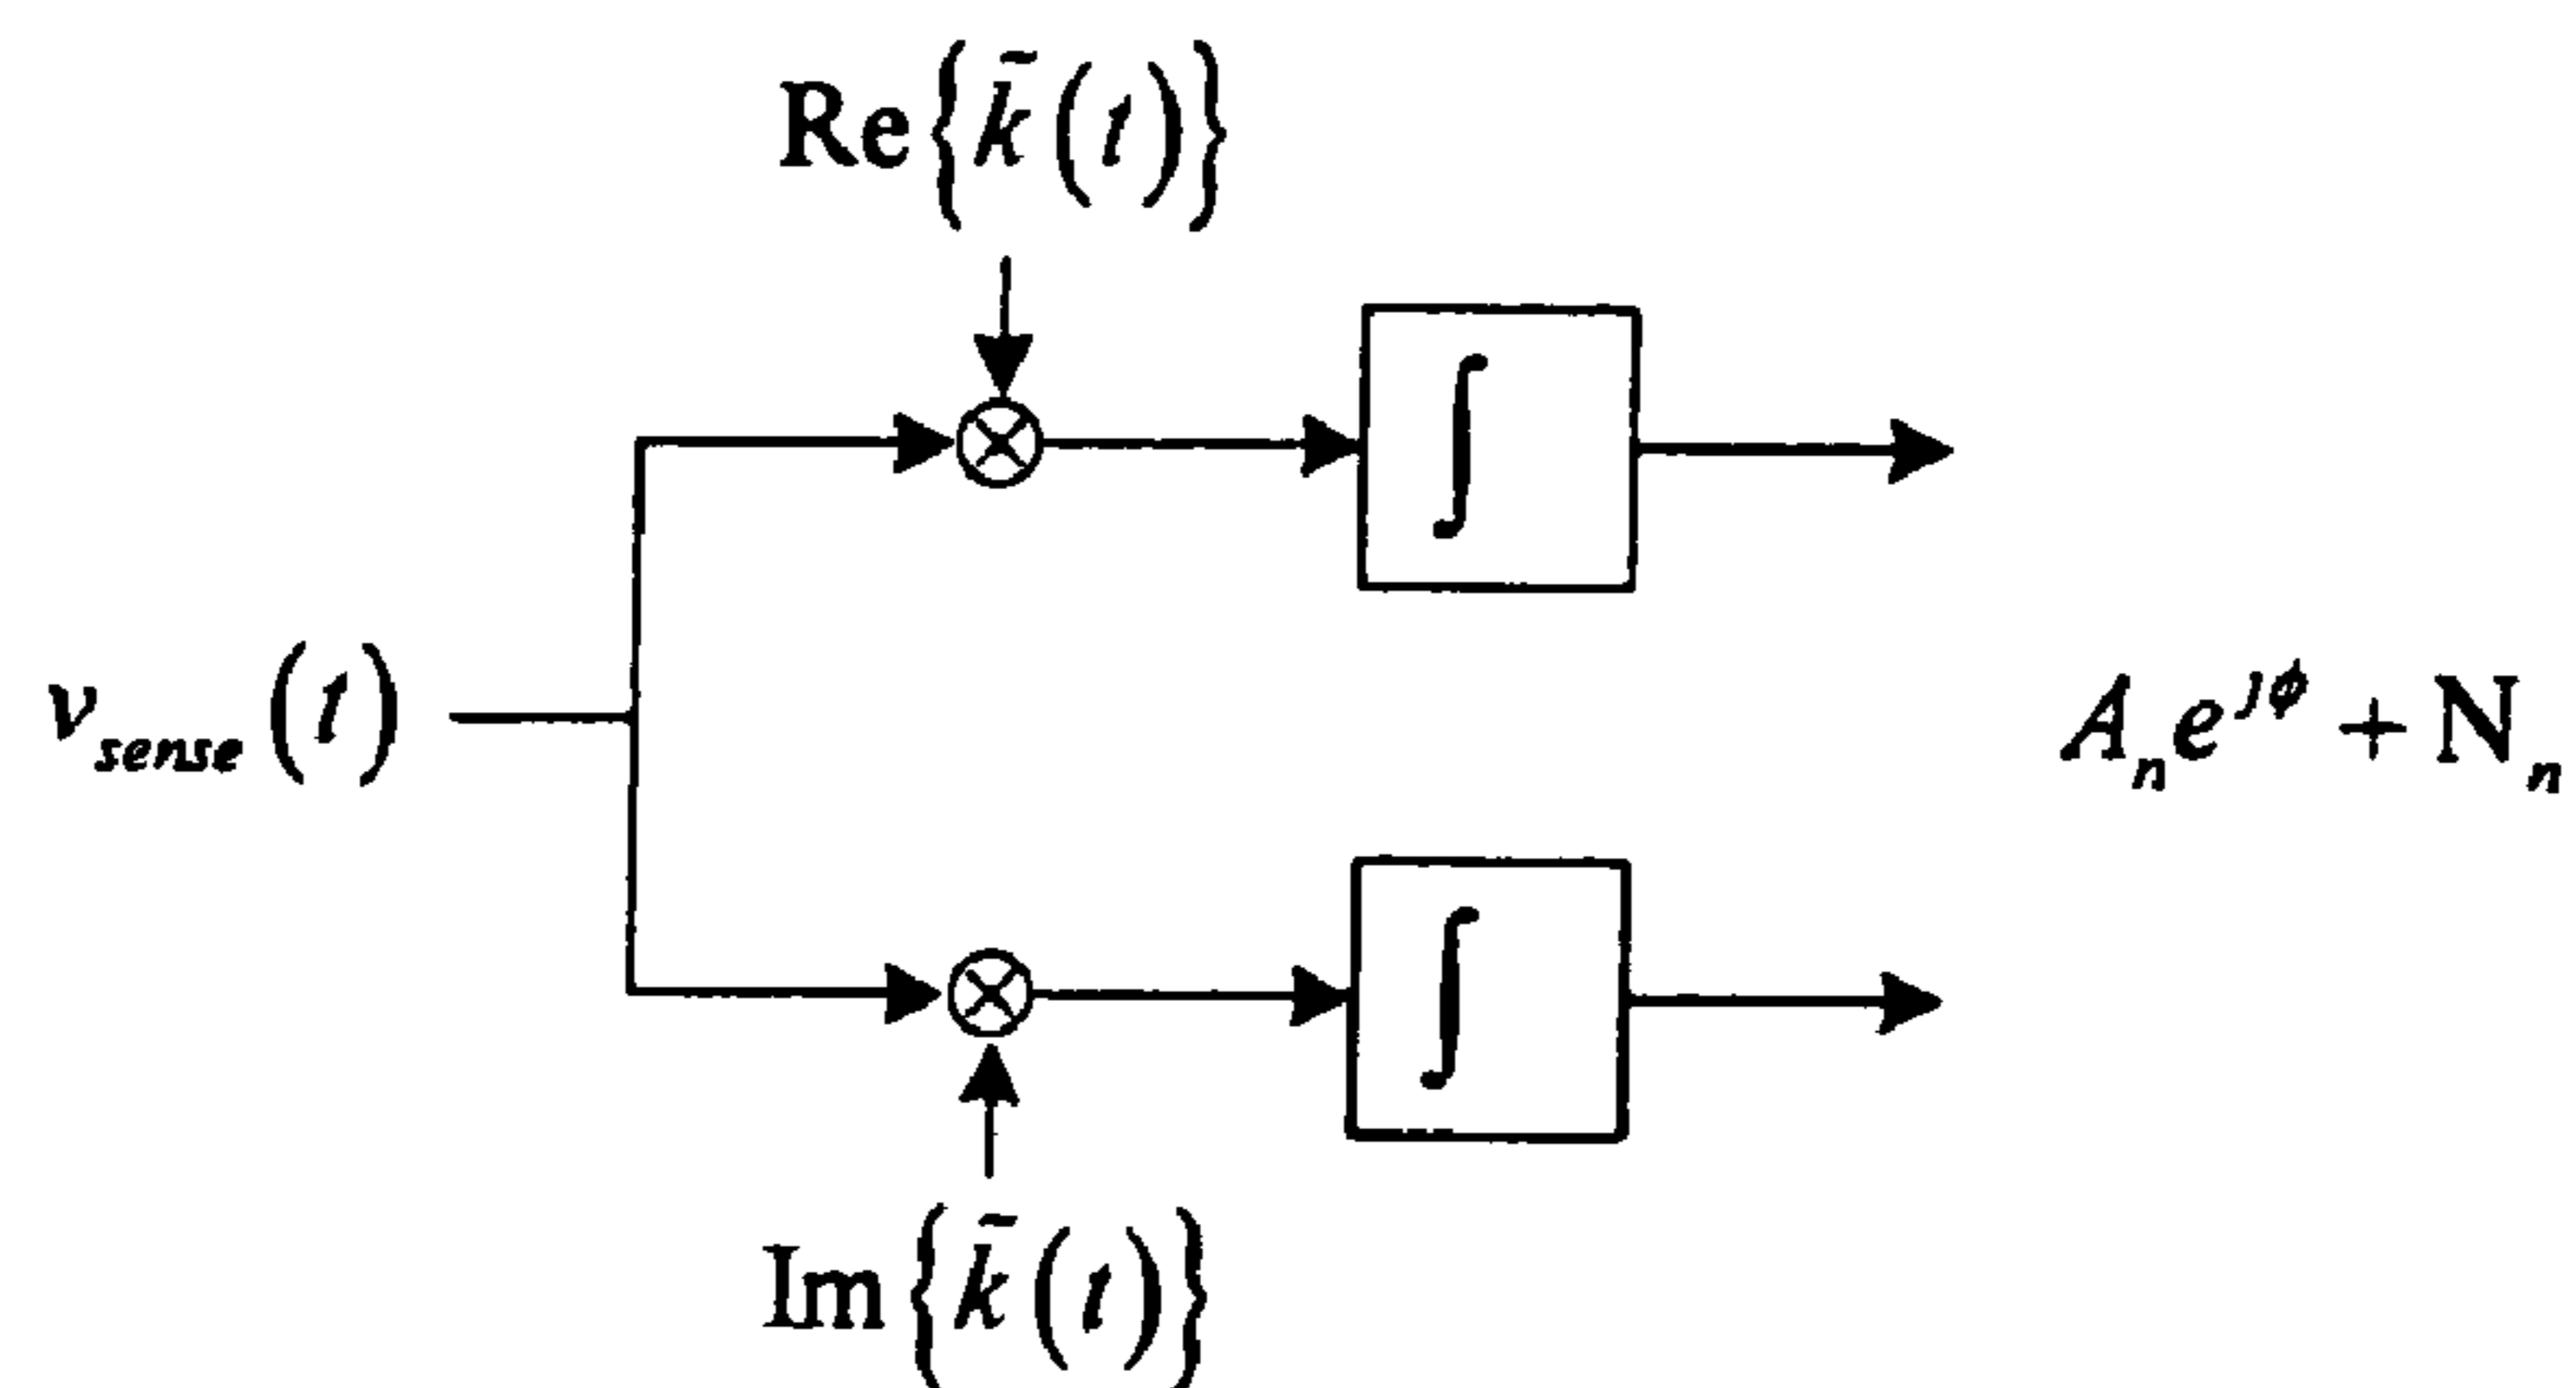 Re{k̃(t)}
∫
v_sense(t)
A_n e^{jϕ} + N_n
∫
Im{k̃(t)}